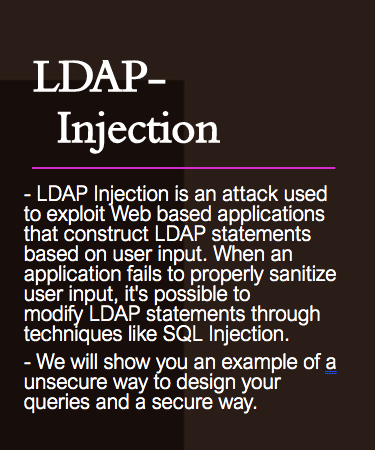 LDAP-
Injection
- LDAP Injection is an attack used
to exploit Web based applications
that construct LDAP statements
based on user input. When an
application fails to properly sanitize
user input, it's possible to
modify LDAP statements through
techniques like SQL Injection.
- We will show you an example of a
unsecure way to design your
queries and a secure way.